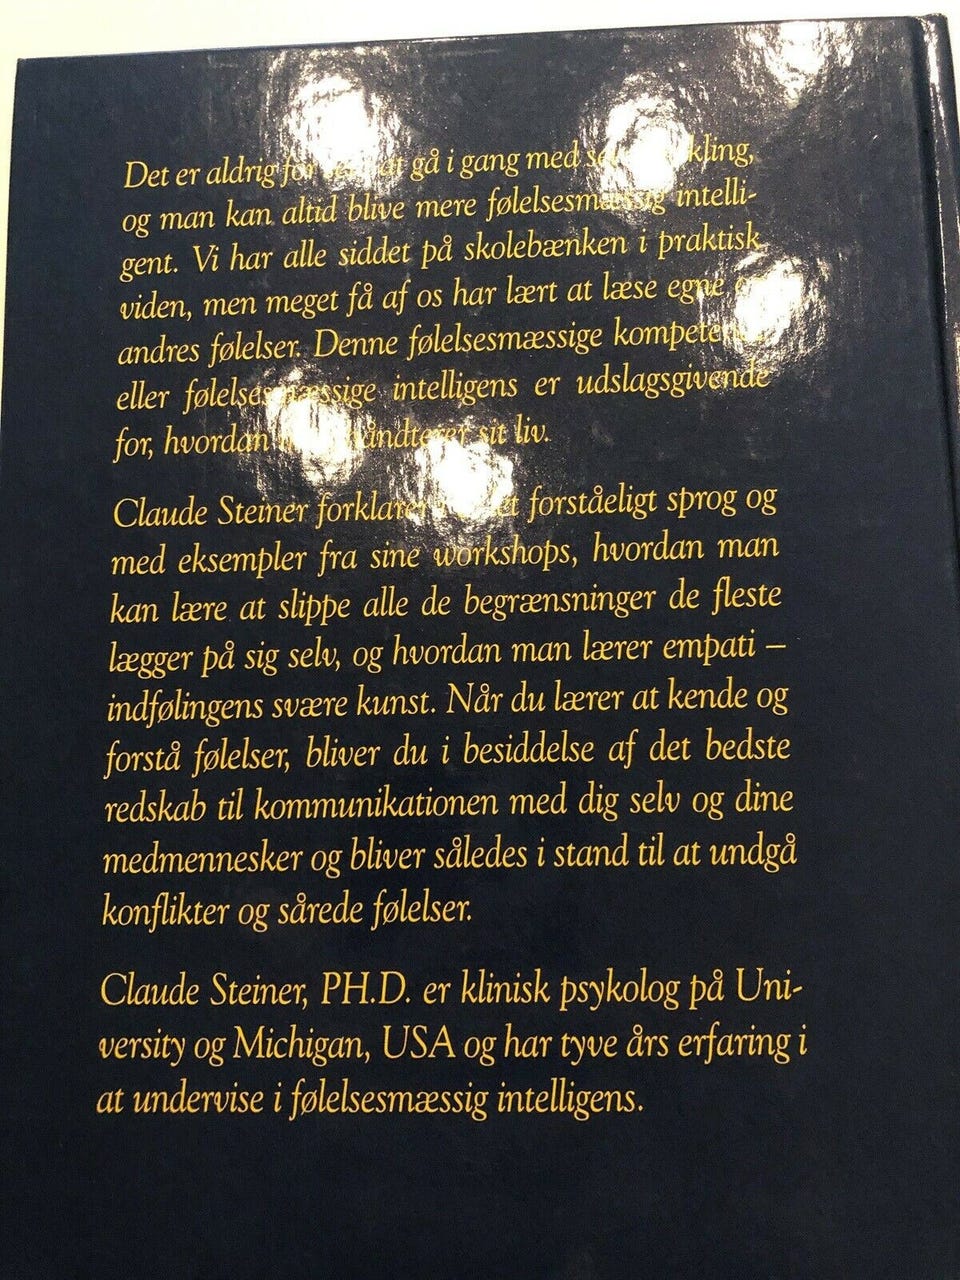 Det er aldrig for at gå i gang med
og man kan altid blive mere følelsesmæssig intelli-
gent. Vi har alle siddet på skolebænken i praktisk
viden, men meget få af os har lært at læse egne
andres følelser. Denne følelsesmæssige
eller følelsesmæssige intelligens er udslagsgivende
for, hvordan håndterer sit liv.
Claude Steiner forklarer forståeligt sprog og
med eksempler fra sine workshops, hvordan man
kan lære at slippe alle de begrænsninger de fleste
lægger på sig selv, og hvordan man lærer empati –
indfølingens svære kunst. Når du lærer at kende og
forstå følelser, bliver du i besiddelse af det bedste
redskab til kommunikationen med dig selv og dine
medmennesker og bliver således i stand til at undgå
konflikter og sårede følelser.
Claude Steiner, PH.D. er klinisk psykolog på Uni-
versity og Michigan, USA og har tyve års erfaring i
at undervise i følelsesmæssig intelligens.